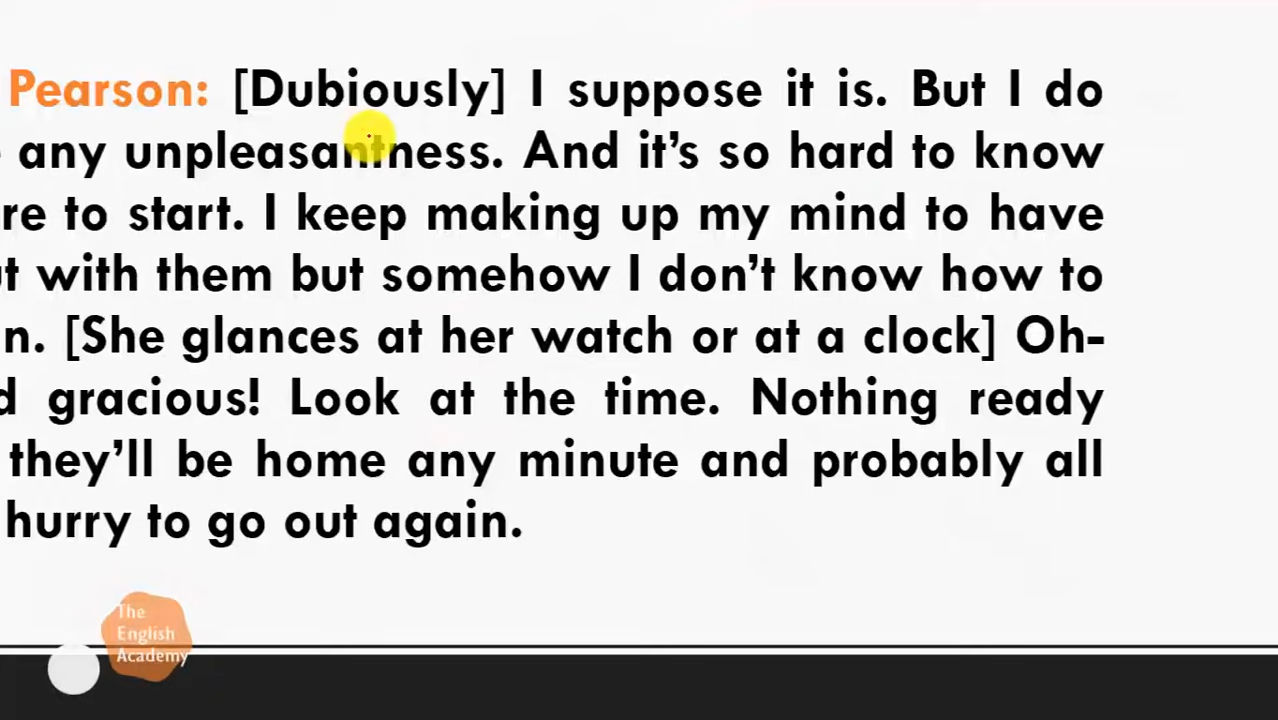 Pearson: [Dubiously] I suppose it is. But I do
any unpleasantness. And it's so hard to know
re to start. I keep making up my mind to have
t with them but somehow I don't know how to
n. [She glances at her watch or at a clock] Oh-
d gracious! Look at the time. Nothing ready
they'll be home any minute and probably all
hurry to go out again.
The
English
Academy